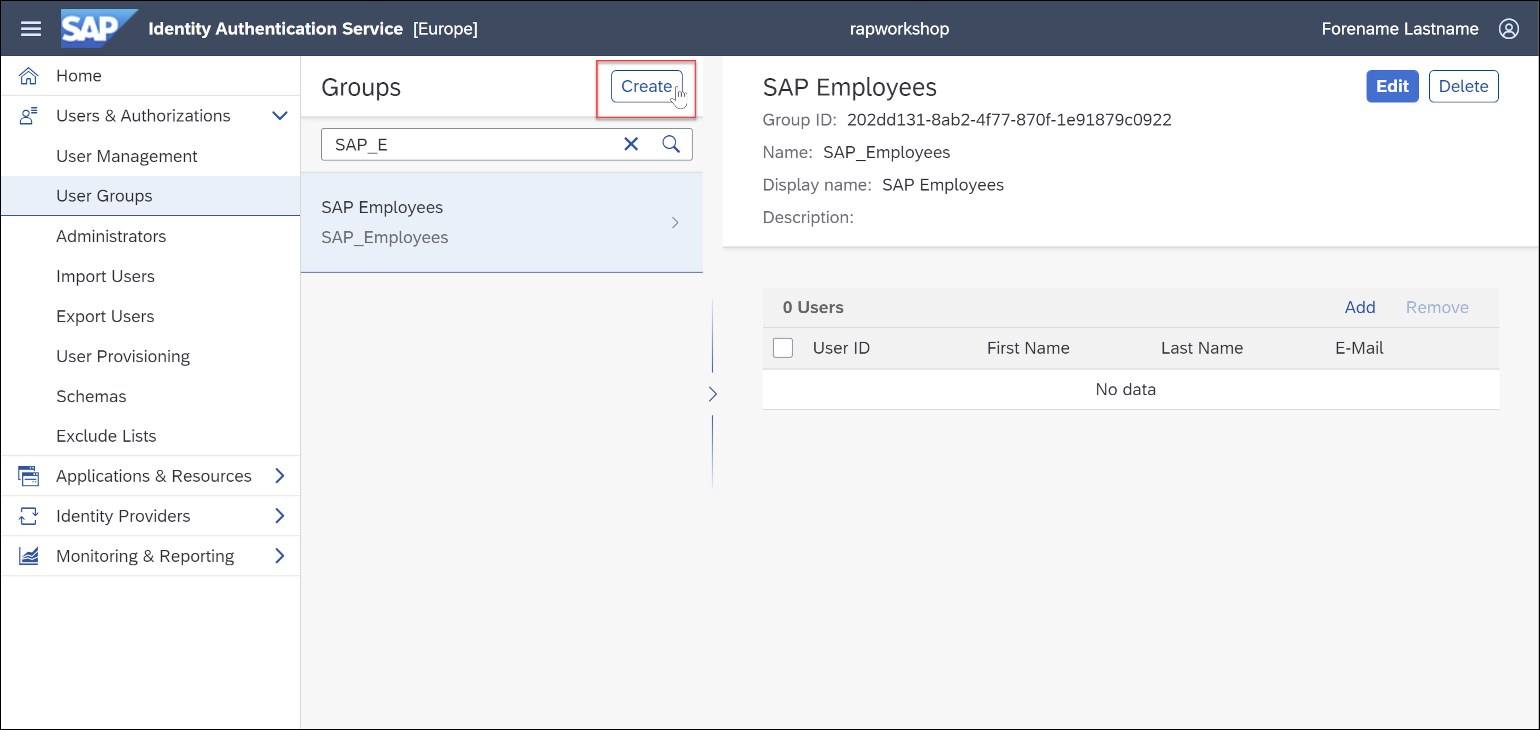 SAP Identity Authentication Service [Europe] rapworkshop Forename Lastname
Home
Users & Authorizations
User Management
User Groups
Administrators
Import Users
Export Users
User Provisioning
Schemas
Exclude Lists
Applications & Resources
Identity Providers
Monitoring & Reporting
Groups Create
SAP_E
SAP Employees
SAP_Employees
SAP Employees Edit Delete
Group ID: 202dd131-8ab2-4f77-870f-1e91879c0922
Name: SAP_Employees
Display name: SAP Employees
Description:
0 Users Add Remove
User ID First Name Last Name E-Mail
No data